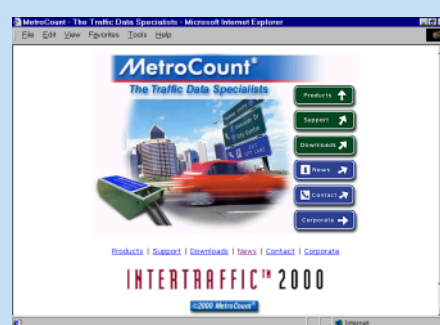 MetroCount - The Traffic Data Specialists - Microsoft Internet Explorer
File Edit View Favorites Tools Help
MetroCount®
The Traffic Data Specialists
Products
Support
Downloads
News
Contact
Corporate
Products | Support | Downloads | News | Contact | Corporate
INTERTRAFFIC™ 2000
©2000 MetroCount®
Internet